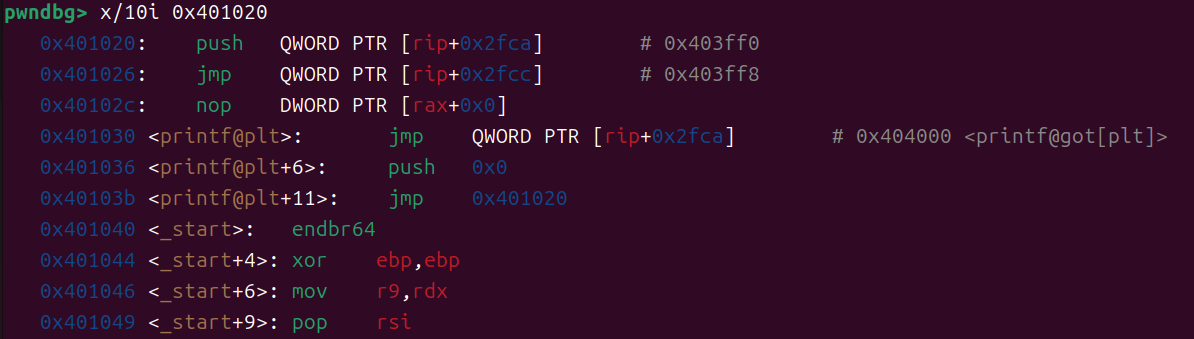 pwndbg> x/10i 0x401020
0x401020: push QWORD PTR [rip+0x2fca] # 0x403ff0
0x401026: jmp QWORD PTR [rip+0x2fcc] # 0x403ff8
0x40102c: nop DWORD PTR [rax+0x0]
0x401030 <printf@plt>: jmp QWORD PTR [rip+0x2fca] # 0x404000 <printf@got[plt]>
0x401036 <printf@plt+6>: push 0x0
0x40103b <printf@plt+11>: jmp 0x401020
0x401040 <_start>: endbr64
0x401044 <_start+4>: xor ebp,ebp
0x401046 <_start+6>: mov r9,rdx
0x401049 <_start+9>: pop rsi